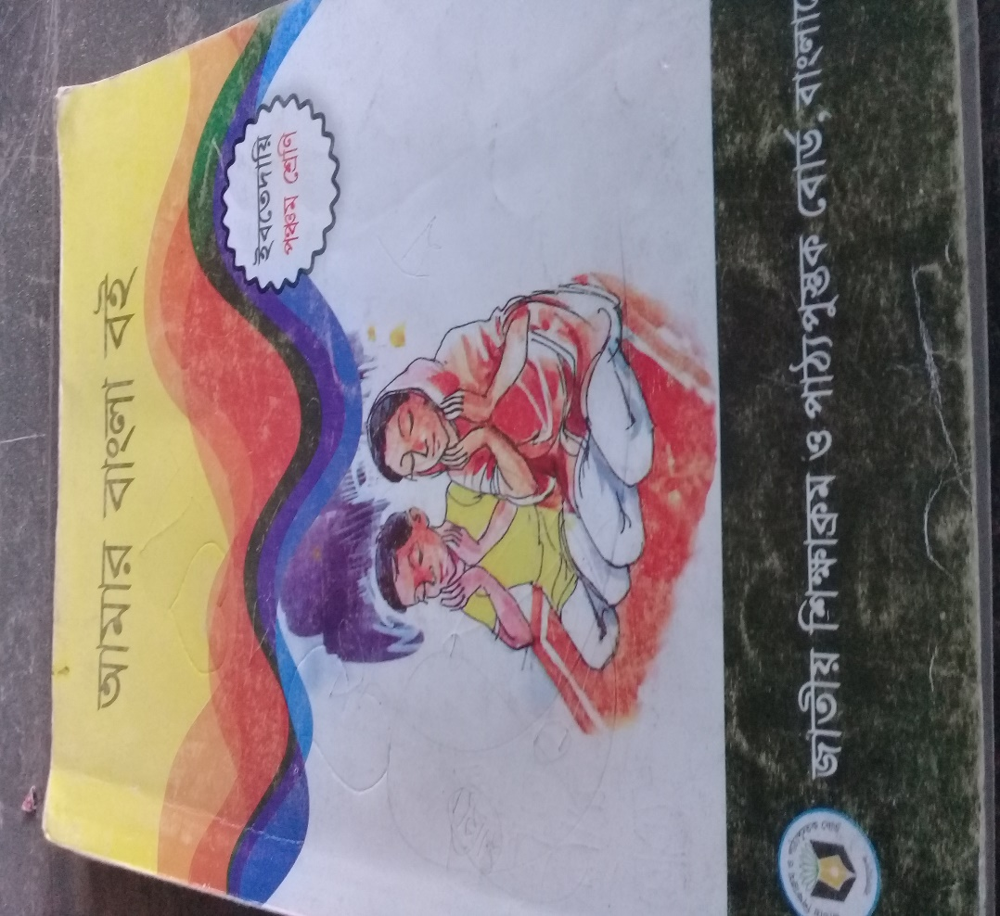 আমার বাংলা বই
ইবতেদায়ি
পঞ্চম শ্রেণি
জাতীয় শিক্ষাক্রম ও পাঠ্যপুস্তক বোর্ড, বাংলাদে